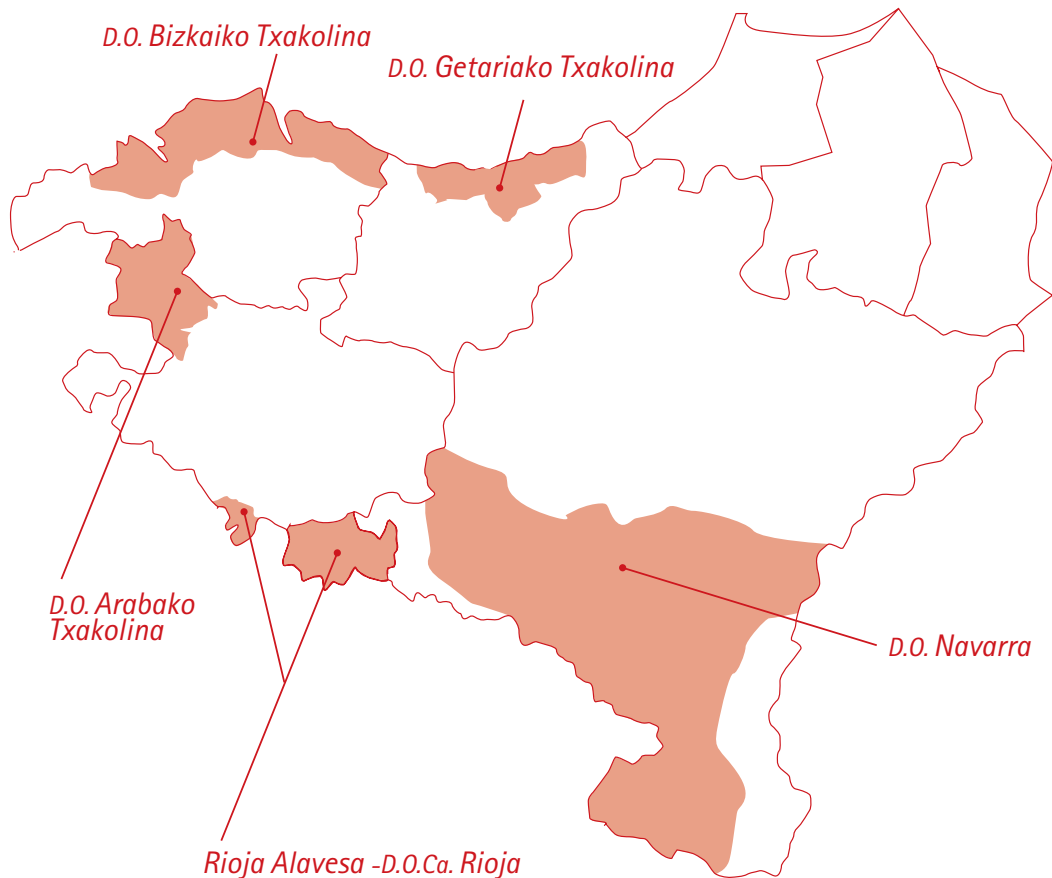 D.O. Bizkaiko Txakolina
D.O. Getariako Txakolina
D.O. Arabako
Txakolina
D.O. Navarra
Rioja Alavesa -D.O.Ca. Rioja